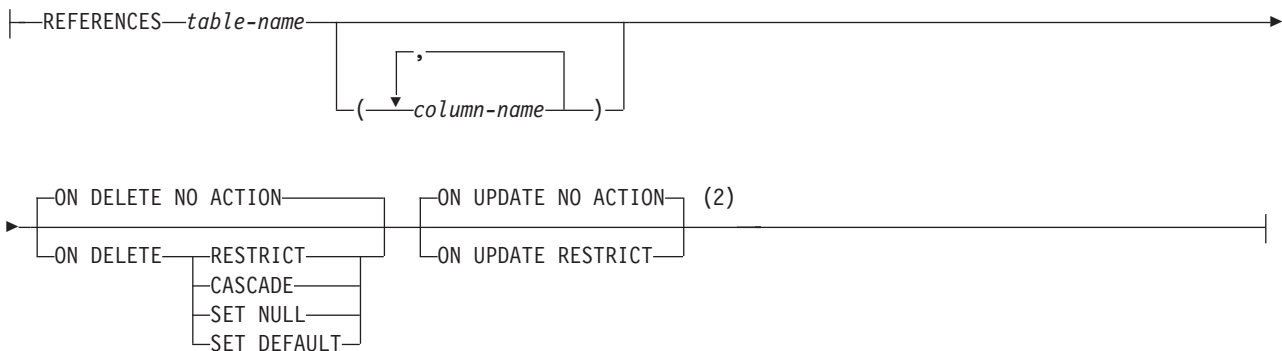 REFERENCES table-name
,
( column-name )
ON DELETE NO ACTION ON UPDATE NO ACTION (2)
ON DELETE RESTRICT ON UPDATE RESTRICT
CASCADE
SET NULL
SET DEFAULT